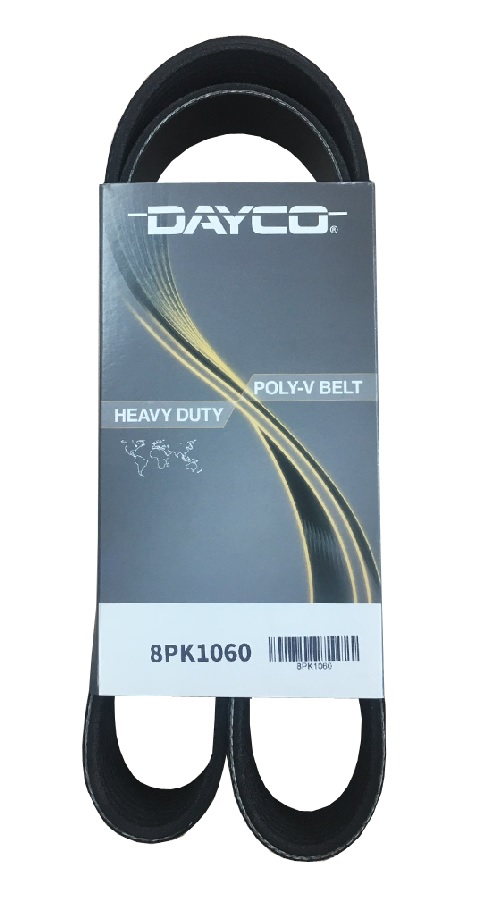 DAYCO®
POLY-V BELT
HEAVY DUTY
8PK1060
8PK1060